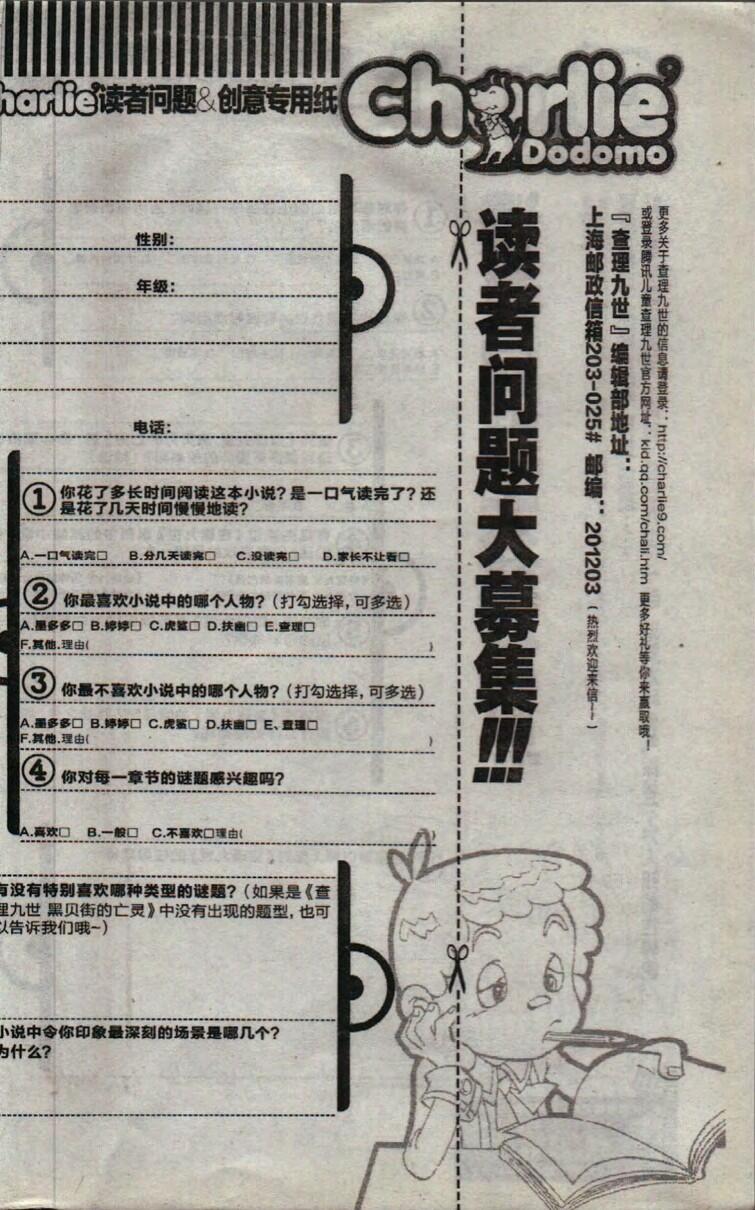 harlie'读者问题&创意专用纸
Charlie'
Dodomo
性别：
年级：
电话：
①你花了多长时间阅读这本小说？是一口气读完了？还
是花了几天时间慢慢地读？
A.一口气读完□ B.分几天读完□ C.没读完□ D.家长不让看□
②你最喜欢小说中的哪个人物？（打勾选择，可多选）
A.墨多多□ B.婷婷□ C.虎鲨□ D.扶幽□ E.查理□
F.其他.理由( )
③你最不喜欢小说中的哪个人物？（打勾选择，可多选）
A.墨多多□ B.婷婷□ C.虎鲨□ D.扶幽□ E、查理□
F.其他.理由( )
④你对每一章节的谜题感兴趣吗？
A.喜欢□ B.一般□ C.不喜欢□理由( )
有没有特别喜欢哪种类型的谜题？（如果是《查
理九世 黑贝街的亡灵》中没有出现的题型，也可
以告诉我们哦~）
小说中令你印象最深刻的场景是哪几个？
为什么？
更多关于查理九世的信息请登录：http://charlie9.com/
或登录腾讯儿童查理九世官方网址：kid.qq.com/chali.htm 更多好礼等你来赢取哦！
『查理九世』编辑部地址：
上海邮政信箱203-025# 邮编：201203（热烈欢迎来信~~）
读者问题大募集!!!